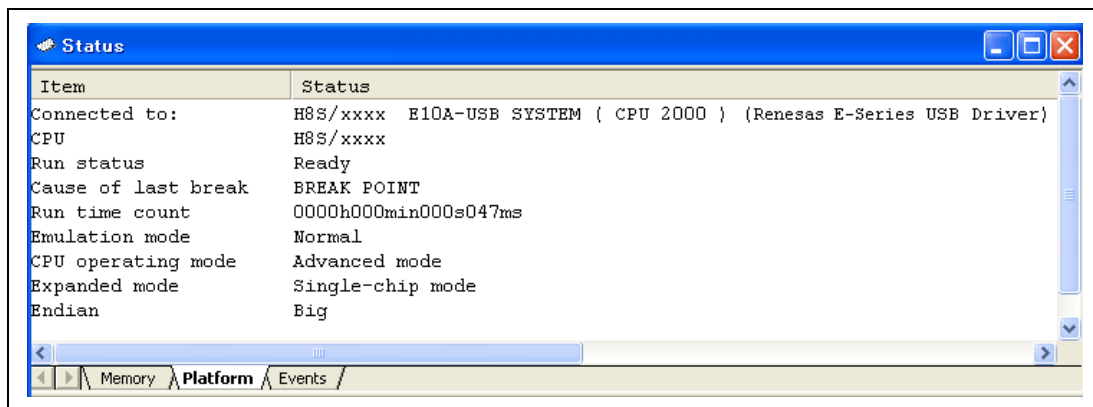 Status
Item Status
Connected to: H8S/xxxx E10A-USB SYSTEM ( CPU 2000 ) (Renesas E-Series USB Driver)
CPU H8S/xxxx
Run status Ready
Cause of last break BREAK POINT
Run time count 0000h000min000s047ms
Emulation mode Normal
CPU operating mode Advanced mode
Expanded mode Single-chip mode
Endian Big
Memory Platform Events